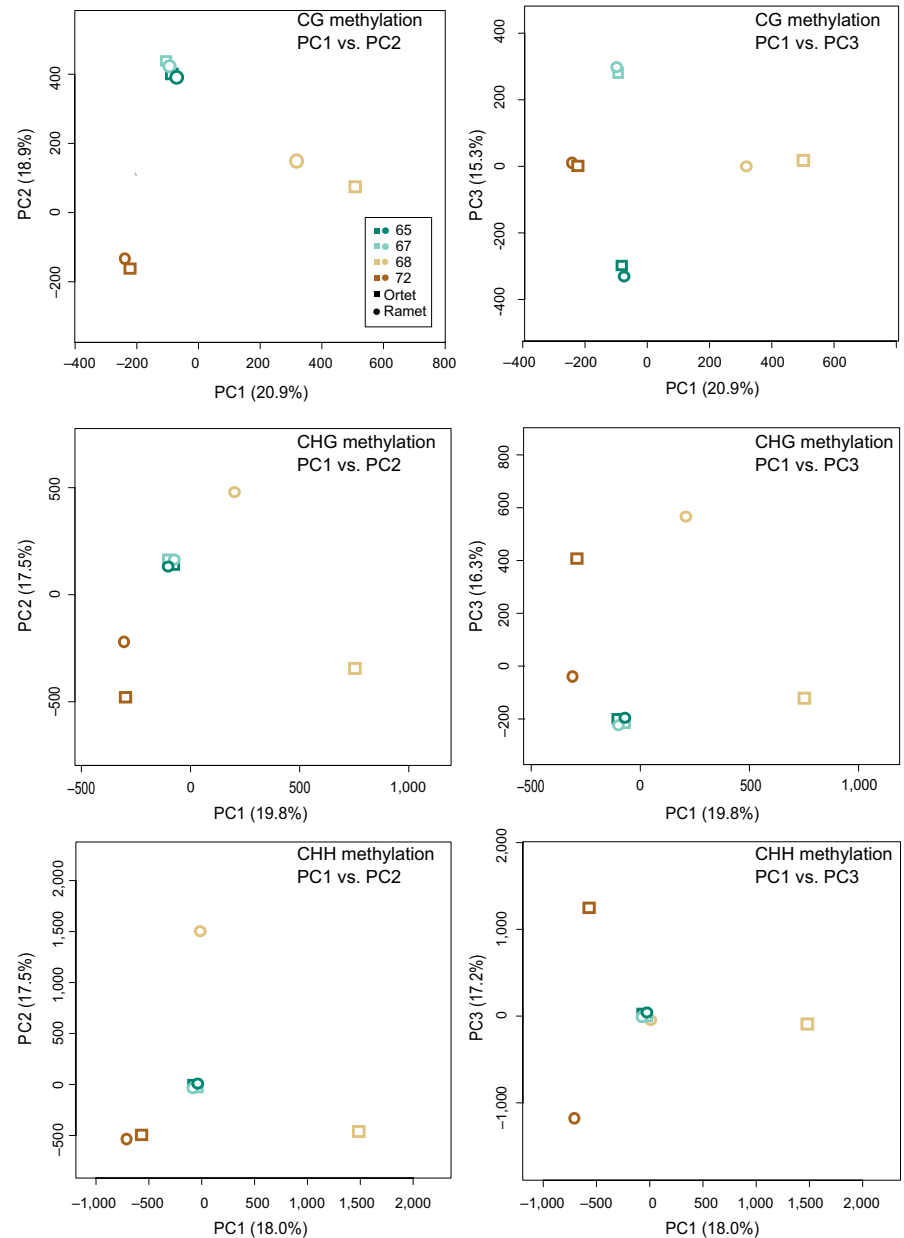 CG methylation
PC1 vs. PC2
PC2 (18.9%)
400
200
0
−200
65
67
68
72
Ortet
Ramet
−400
−200
0
200
400
600
800
PC1 (20.9%)
CG methylation
PC1 vs. PC3
PC3 (15.3%)
400
200
0
−200
−400
−400
−200
0
200
400
600
PC1 (20.9%)
CHG methylation
PC1 vs. PC2
PC2 (17.5%)
500
0
−500
−500
0
500
1,000
PC1 (19.8%)
CHG methylation
PC1 vs. PC3
PC3 (16.3%)
800
600
400
200
0
−200
−500
0
500
1,000
PC1 (19.8%)
CHH methylation
PC1 vs. PC2
PC2 (17.5%)
2,000
1,500
1,000
500
0
−500
−1,000
−500
0
500
1,000
1,500
2,000
PC1 (18.0%)
CHH methylation
PC1 vs. PC3
PC3 (17.2%)
2,000
1,000
0
−1,000
−1,000
−500
0
500
1,000
1,500
2,000
PC1 (18.0%)